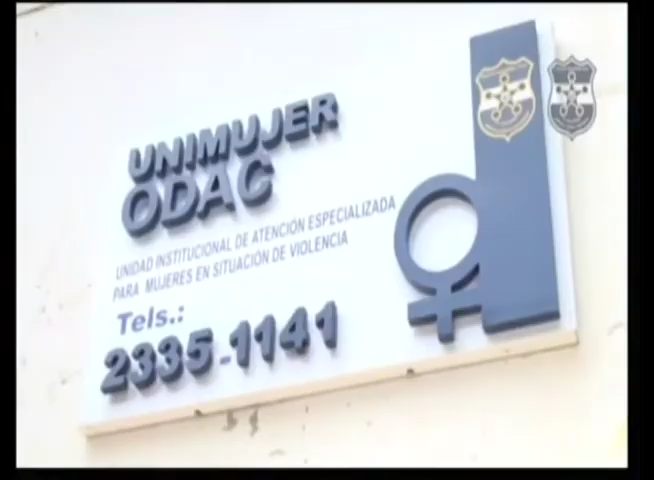 UNIMUJER
ODAC
UNIDAD INSTITUCIONAL DE ATENCIÓN ESPECIALIZADA
PARA MUJERES EN SITUACIÓN DE VIOLENCIA
Tels.:
2335-1141